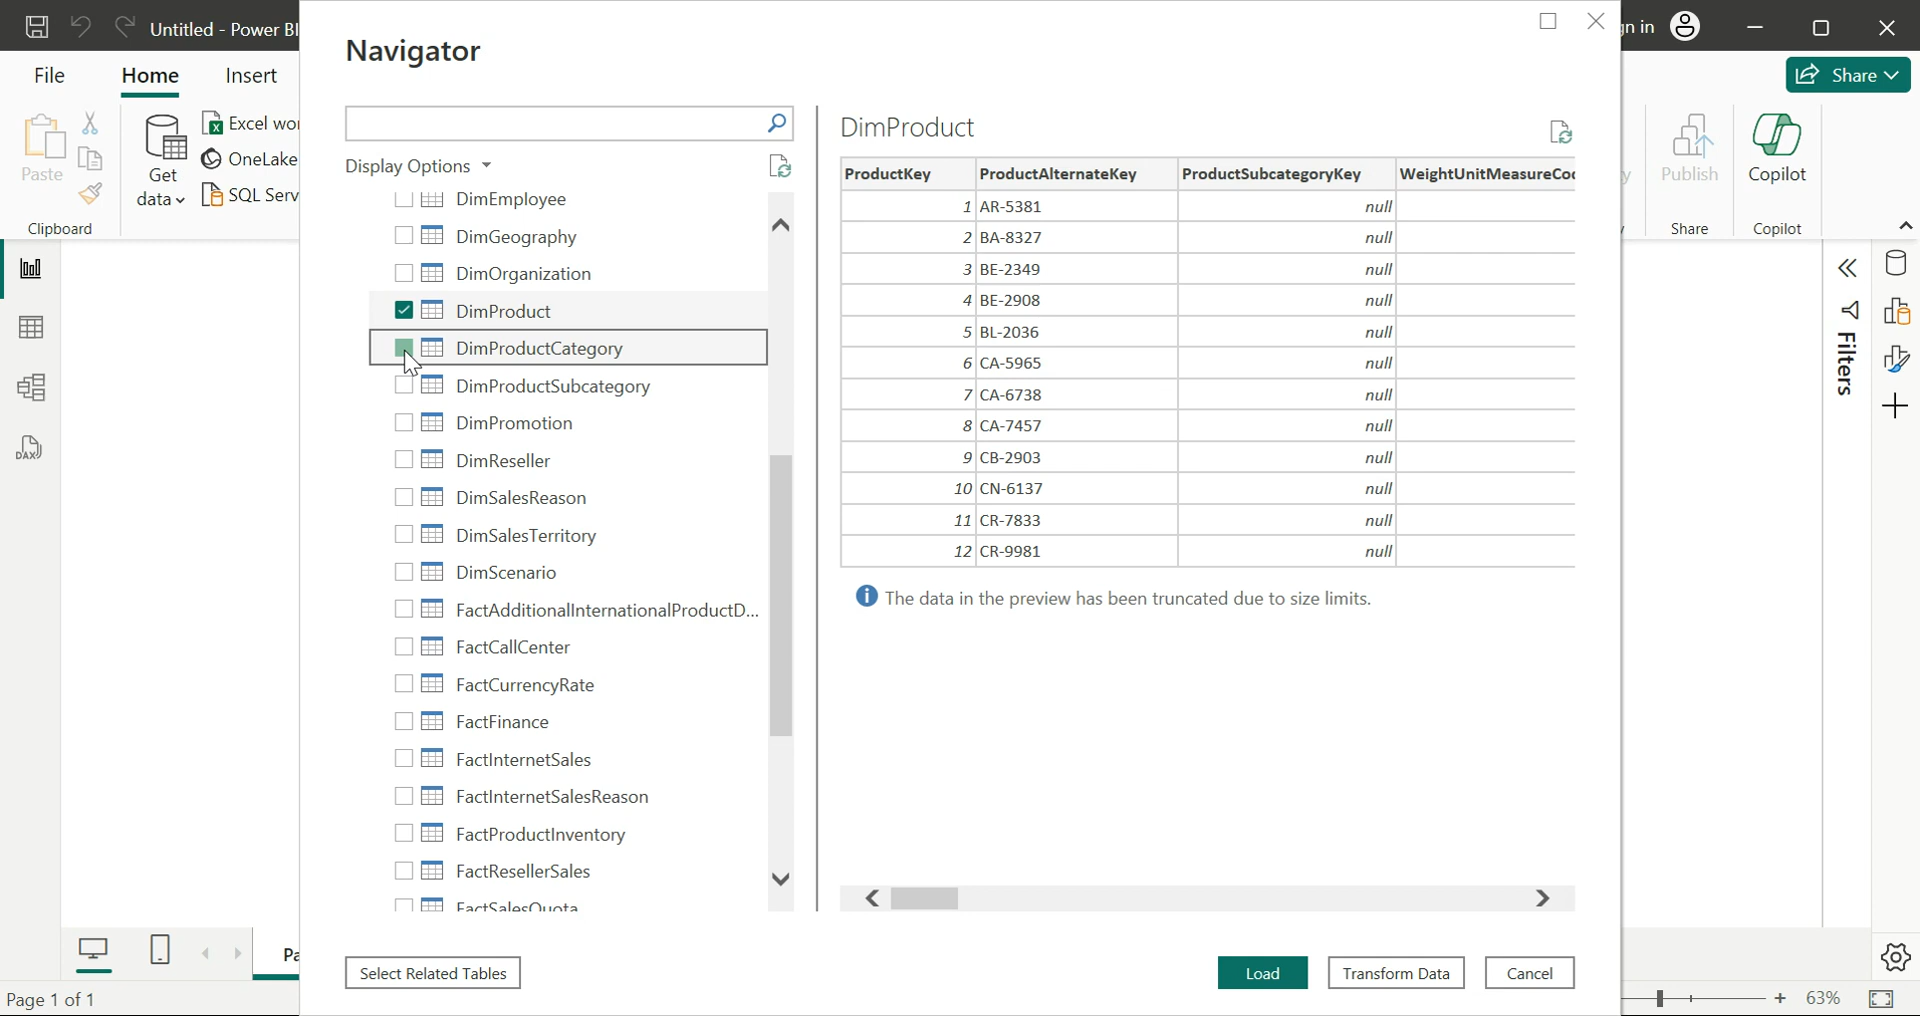 Untitled - Power BI
File
Home
Insert
Paste
Get
data
Excel wor
OneLake
SQL Serv
Clipboard
Navigator
Display Options
DimEmployee
DimGeography
DimOrganization
DimProduct
DimProductCategory
DimProductSubcategory
DimPromotion
DimReseller
DimSalesReason
DimSalesTerritory
DimScenario
FactAdditionalInternationalProductD...
FactCallCenter
FactCurrencyRate
FactFinance
FactInternetSales
FactInternetSalesReason
FactProductInventory
FactResellerSales
FactSalesQuota
DimProduct
ProductKey ProductAlternateKey ProductSubcategoryKey WeightUnitMeasureCo
1 AR-5381 null
2 BA-8327 null
3 BE-2349 null
4 BE-2908 null
5 BL-2036 null
6 CA-5965 null
7 CA-6738 null
8 CA-7457 null
9 CB-2903 null
10 CN-6137 null
11 CR-7833 null
12 CR-9981 null
The data in the preview has been truncated due to size limits.
Select Related Tables
Load
Transform Data
Cancel
gn in
Share
Publish
Copilot
y
Share
Copilot
Filters
DAX
Pa
Page 1 of 1
63%